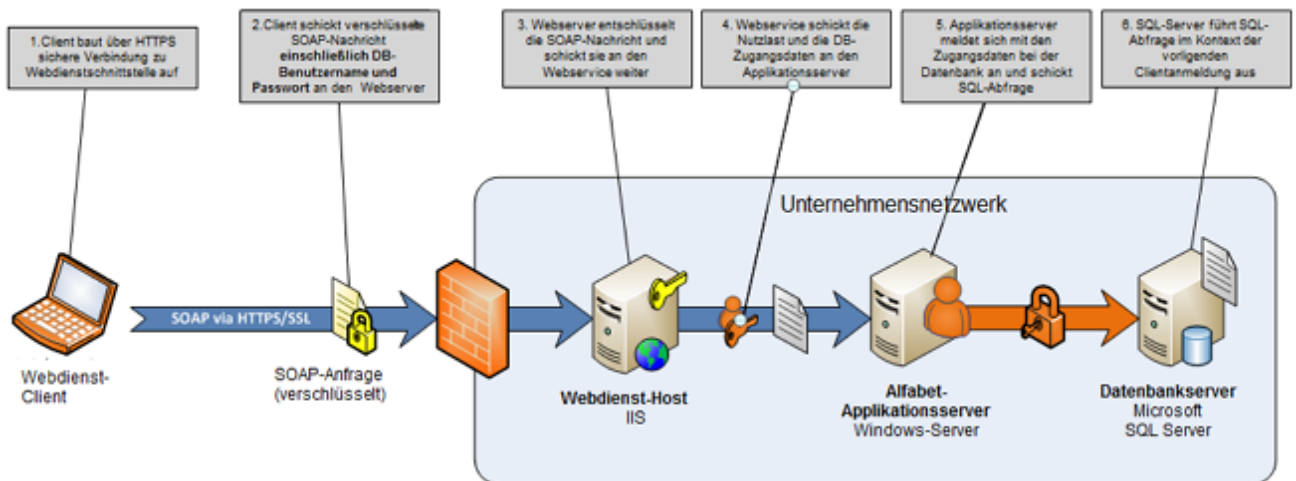 1.Client baut über HTTPS
sichere Verbindung zu
Webdienstschnittstelle auf
2.Client schickt verschlüsselte
SOAP-Nachricht
einschließlich DB-
Benutzername und
Passwort an den Webserver
3. Webserver entschlüsselt
die SOAP-Nachricht und
schickt sie an den
Webservice weiter
4. Webservice schickt die
Nutzlast und die DB-
Zugangsdaten an den
Applikationsserver
5. Applikationsserver
meldet sich mit den
Zugangsdaten bei der
Datenbank an und schickt
SQL-Abfrage
6. SQL-Server führt SQL-
Abfrage im Kontext der
vorligenden
Clientanmeldung aus
Unternehmensnetzwerk
SOAP via HTTPS/SSL
Webdienst-
Client
SOAP-Anfrage
(verschlüsselt)
Webdienst-Host
IIS
Alfabet-
Applikationsserver
Windows-Server
Datenbankserver
Microsoft
SQL Server